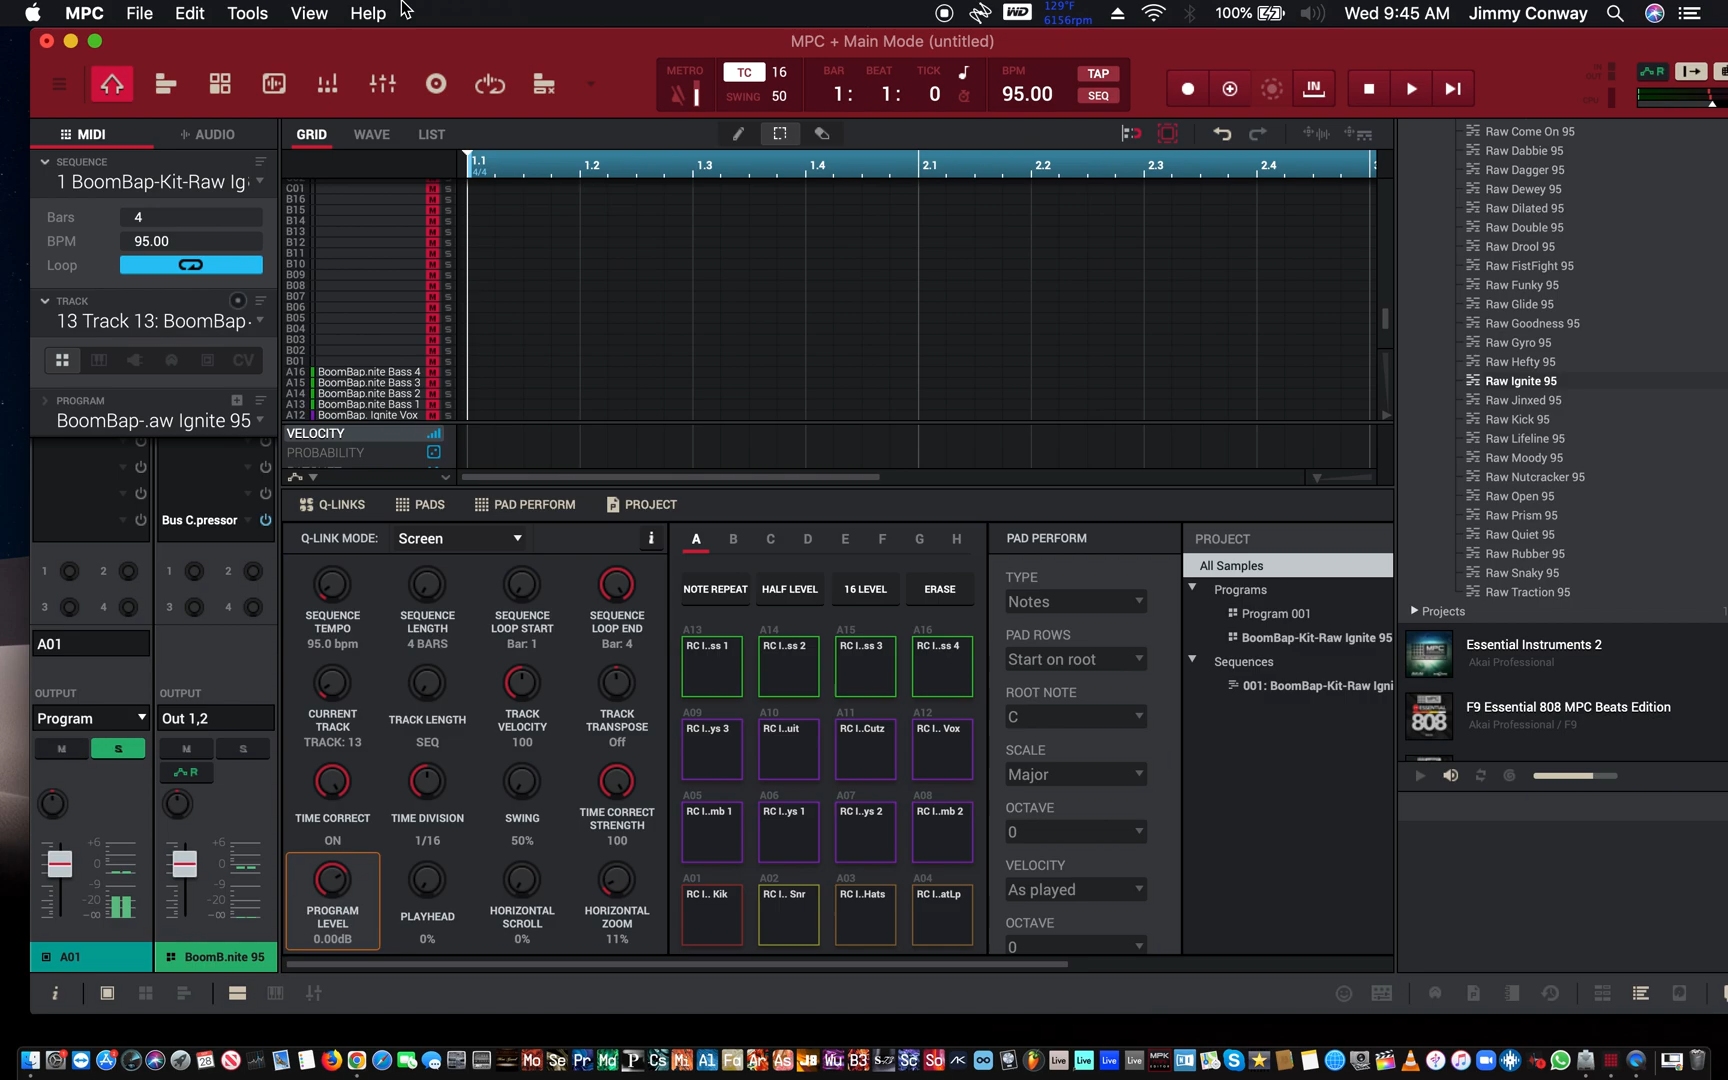 MPC File Edit Tools View Help
129°F
6156rpm
100% Wed 9:45 AM Jimmy Conway
MPC + Main Mode (untitled)
METRO TC 16 BAR BEAT TICK BPM TAP
SWING 50 1: 1: 0 95.00 SEQ
MIDI AUDIO GRID WAVE LIST
SEQUENCE
1 BoomBap-Kit-Raw Ig
Bars 4
BPM 95.00
Loop
TRACK
13 Track 13: BoomBap
CV
PROGRAM
BoomBap-.aw Ignite 95
1.1 1.2 1.3 1.4 2.1 2.2 2.3 2.4
4/4
C01
B16
B15
B14
B13
B12
B11
B10
B09
B08
B07
B06
B05
B04
B03
B02
B01
A16 BoomBap.nite Bass 4
A15 BoomBap.nite Bass 3
A14 BoomBap.nite Bass 2
A13 BoomBap.nite Bass 1
A12 BoomBap. Ignite Vox
VELOCITY
PROBABILITY
Bus C.pressor
1 2 1 2
3 4 3 4
A01
OUTPUT OUTPUT
Program Out 1,2
M S M S
R
+6 +6
0 0
-9 -9
-20 -20
-∞ -∞
A01 BoomB.nite 95
Q-LINKS PADS PAD PERFORM PROJECT
Q-LINK MODE: Screen
SEQUENCE TEMPO
95.0 bpm
SEQUENCE LENGTH
4 BARS
SEQUENCE LOOP START
Bar: 1
SEQUENCE LOOP END
Bar: 4
CURRENT TRACK
TRACK: 13
TRACK LENGTH
SEQ
TRACK VELOCITY
100
TRACK TRANSPOSE
Off
TIME CORRECT
ON
TIME DIVISION
1/16
SWING
50%
TIME CORRECT STRENGTH
100
PROGRAM LEVEL
0.00dB
PLAYHEAD
0%
HORIZONTAL SCROLL
0%
HORIZONTAL ZOOM
11%
A B C D E F G H
NOTE REPEAT HALF LEVEL 16 LEVEL ERASE
A13 A14 A15 A16
RC I..ss 1 RC I..ss 2 RC I..ss 3 RC I..ss 4
A09 A10 A11 A12
RC I..ys 3 RC I..uit RC I..Cutz RC I.. Vox
A05 A06 A07 A08
RC I..mb 1 RC I..ys 1 RC I..ys 2 RC I..mb 2
A01 A02 A03 A04
RC I.. Kik RC I.. Snr RC I..Hats RC I..atLp
PAD PERFORM
TYPE
Notes
PAD ROWS
Start on root
ROOT NOTE
C
SCALE
Major
OCTAVE
0
VELOCITY
As played
OCTAVE
0
PROJECT
All Samples
Programs
Program 001
BoomBap-Kit-Raw Ignite 95
Sequences
001: BoomBap-Kit-Raw Igni
Raw Come On 95
Raw Dabbie 95
Raw Dagger 95
Raw Dewey 95
Raw Dilated 95
Raw Double 95
Raw Drool 95
Raw FistFight 95
Raw Funky 95
Raw Glide 95
Raw Goodness 95
Raw Gyro 95
Raw Hefty 95
Raw Ignite 95
Raw Jinxed 95
Raw Kick 95
Raw Lifeline 95
Raw Moody 95
Raw Nutcracker 95
Raw Open 95
Raw Prism 95
Raw Quiet 95
Raw Rubber 95
Raw Snaky 95
Raw Traction 95
Projects
Essential Instruments 2
Akai Professional
F9 Essential 808 MPC Beats Edition
Akai Professional / F9